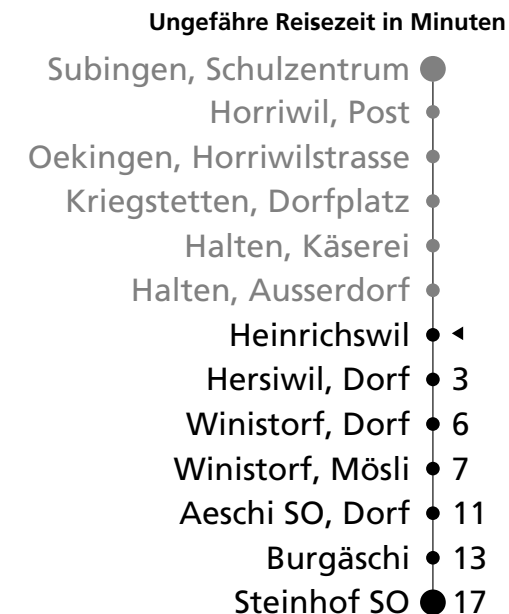 Ungefähre Reisezeit in Minuten
Subingen, Schulzentrum
Horriwil, Post
Oekingen, Horriwilstrasse
Kriegstetten, Dorfplatz
Halten, Käserei
Halten, Ausserdorf
Heinrichswil
Hersiwil, Dorf 3
Winistorf, Dorf 6
Winistorf, Mösli 7
Aeschi SO, Dorf 11
Burgäschi 13
Steinhof SO 17